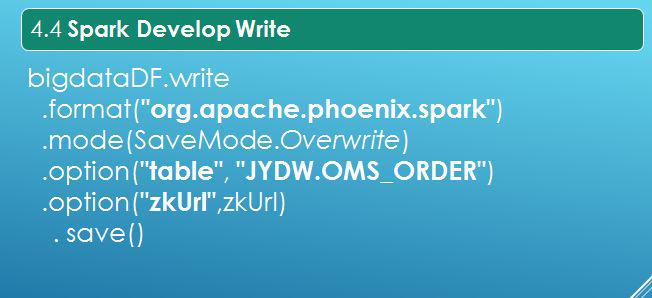 4.4 Spark Develop Write
bigdataDF.write
.format("org.apache.phoenix.spark")
.mode(SaveMode.Overwrite)
.option("table", "JYDW.OMS_ORDER")
.option("zkUrl",zkUrl)
. save()